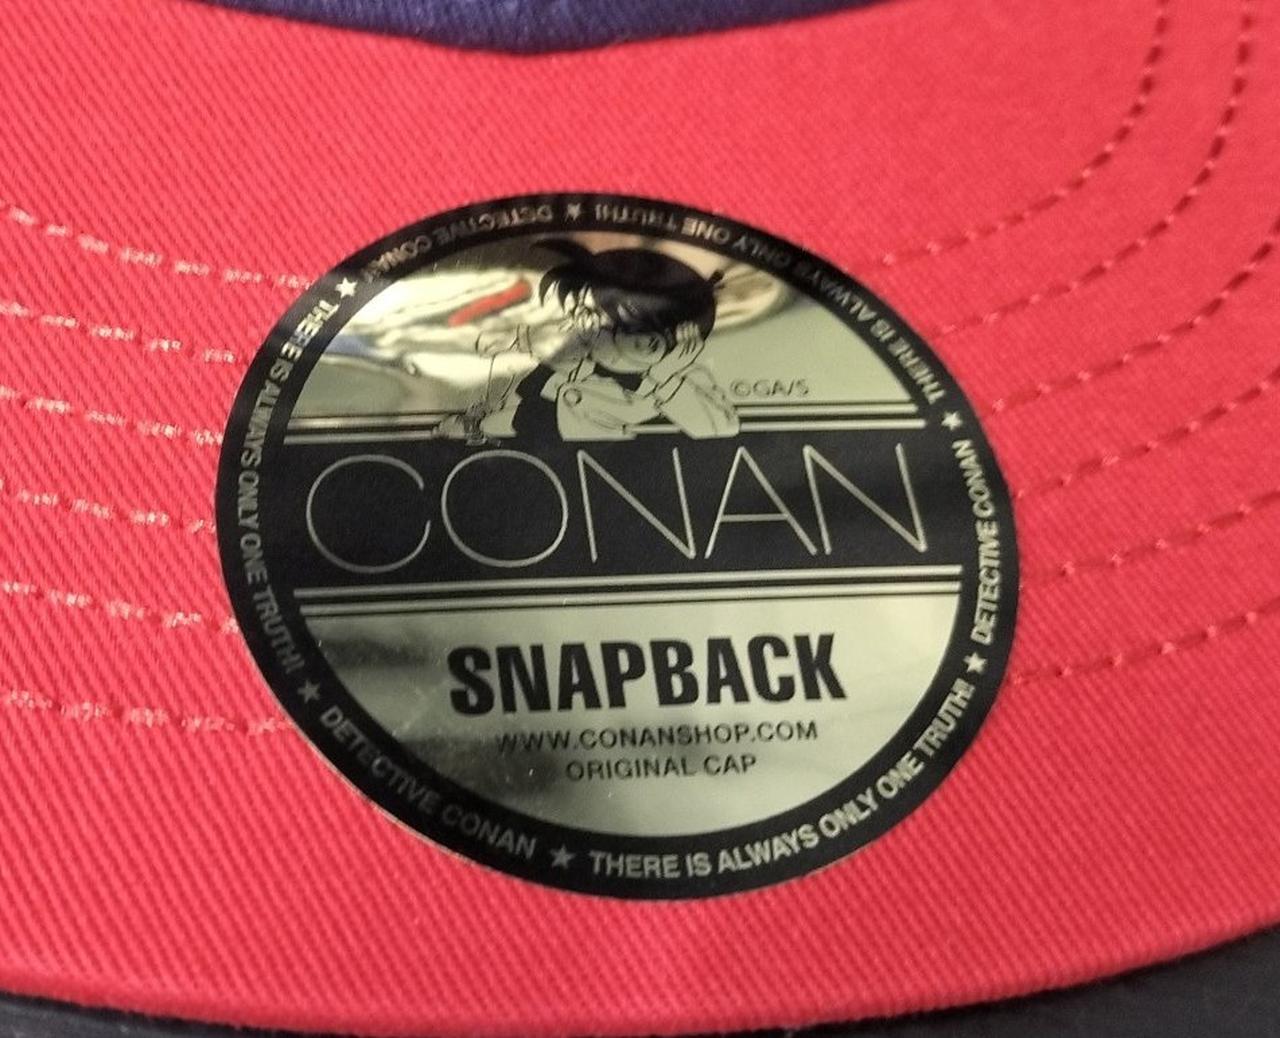 ©GA/S
CONAN
SNAPBACK
WWW.CONANSHOP.COM
ORIGINAL CAP
DETECTIVE CONAN ★ THERE IS ALWAYS ONLY ONE TRUTH! ★ DETECTIVE CONAN ★ THERE IS ALWAYS ONLY ONE TRUTH! ★ DETECTIVE CONAN ★ THERE IS ALWAYS ONLY ONE TRUTH! ★